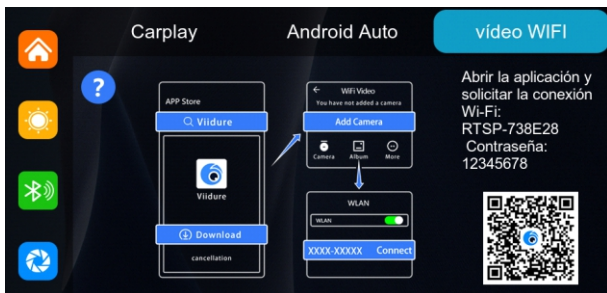 Carplay
Android Auto
vídeo WIFI
?
APP Store
Viidure
Viidure
Download
cancellation
WiFi Video
You have not added a camera
Add Camera
Camera Album More
WLAN
WLAN
XXXX-XXXXX Connect
Abrir la aplicación y
solicitar la conexión
Wi-Fi:
RTSP-738E28
Contraseña:
12345678